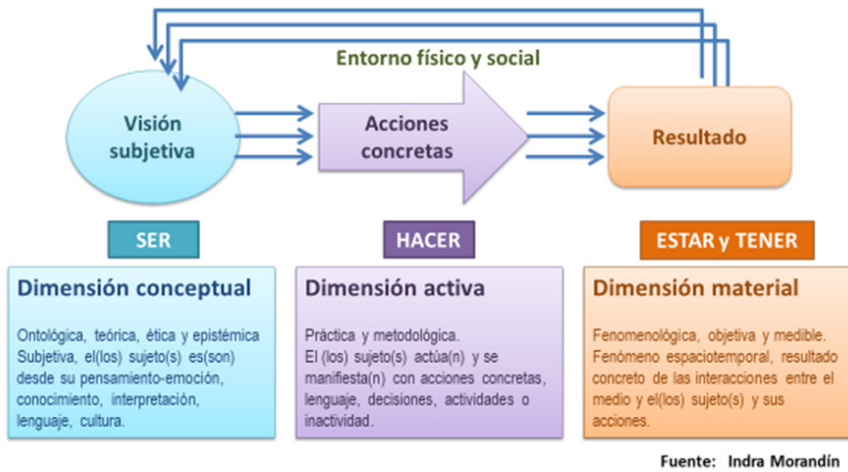 Entorno físico y social
Visión
subjetiva
Acciones
concretas
Resultado
SER
HACER
ESTAR y TENER
Dimensión conceptual
Ontológica, teórica, ética y epistémica
Subjetiva, el(los) sujeto(s) es(son)
desde su pensamiento-emoción,
conocimiento, interpretación,
lenguaje, cultura.
Dimensión activa
Práctica y metodológica.
El (los) sujeto(s) actúa(n) y se
manifiesta(n) con acciones concretas,
lenguaje, decisiones, actividades o
inactividad.
Dimensión material
Fenomenológica, objetiva y medible.
Fenómeno espaciotemporal, resultado
concreto de las interacciones entre el
medio y el(los) sujeto(s) y sus
acciones.
Fuente: Indra Morandín